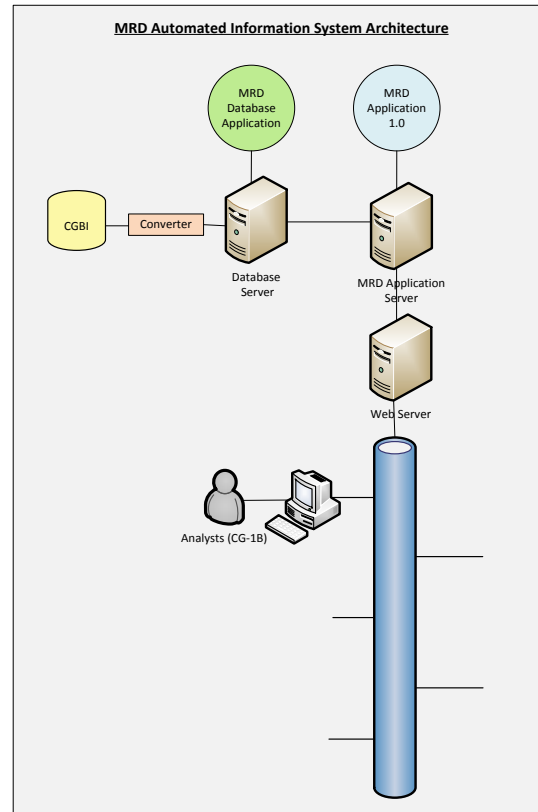 MRD Automated Information System Architecture
MRD
Database
Application
MRD
Application
1.0
CGBI
Converter
Database
Server
MRD Application
Server
Web Server
Analysts (CG-1B)